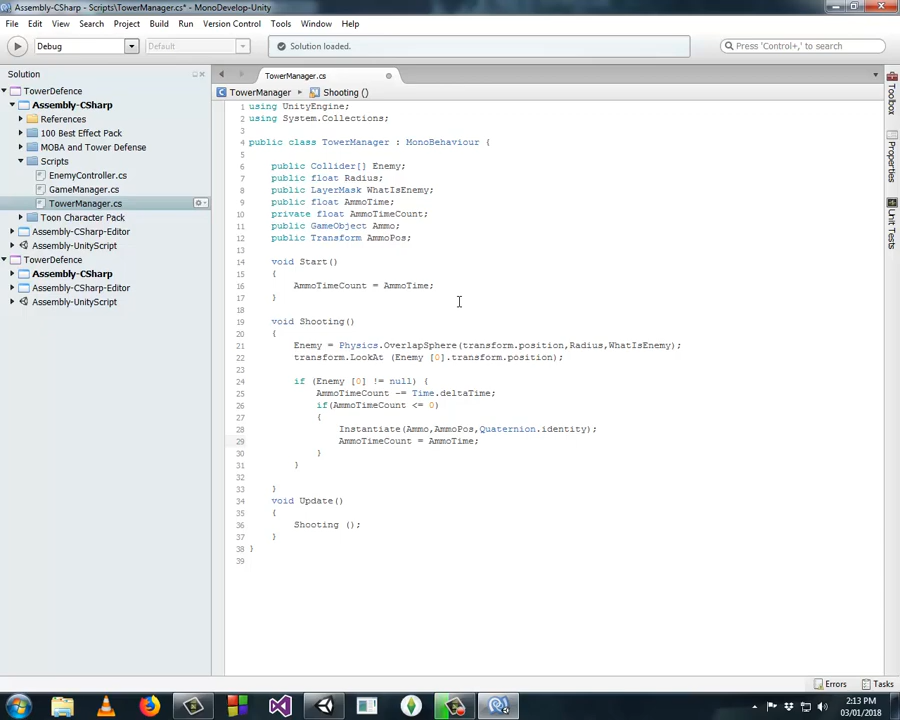 Assembly-CSharp - Scripts\TowerManager.cs* - MonoDevelop-Unity
File Edit View Search Project Build Run Version Control Tools Window Help
Debug
Default
Solution loaded.
Press 'Control+,' to search
Solution
TowerDefence
Assembly-CSharp
References
100 Best Effect Pack
MOBA and Tower Defense
Scripts
EnemyController.cs
GameManager.cs
TowerManager.cs
Toon Character Pack
Assembly-CSharp-Editor
Assembly-UnityScript
TowerDefence
Assembly-CSharp
Assembly-CSharp-Editor
Assembly-UnityScript
TowerManager.cs
TowerManager Shooting ()
1 using UnityEngine;
2 using System.Collections;
3
4 public class TowerManager : MonoBehaviour {
5
6 public Collider[] Enemy;
7 public float Radius;
8 public LayerMask WhatIsEnemy;
9 public float AmmoTime;
10 private float AmmoTimeCount;
11 public GameObject Ammo;
12 public Transform AmmoPos;
13
14 void Start()
15 {
16 AmmoTimeCount = AmmoTime;
17 }
18
19 void Shooting()
20 {
21 Enemy = Physics.OverlapSphere(transform.position,Radius,WhatIsEnemy);
22 transform.LookAt (Enemy [0].transform.position);
23
24 if (Enemy [0] != null) {
25 AmmoTimeCount -= Time.deltaTime;
26 if(AmmoTimeCount <= 0)
27 {
28 Instantiate(Ammo,AmmoPos,Quaternion.identity);
29 AmmoTimeCount = AmmoTime;
30 }
31 }
32
33 }
34 void Update()
35 {
36 Shooting ();
37 }
38 }
39
Toolbox
Properties
Unit Tests
Errors
Tasks
2:13 PM
03/01/2018